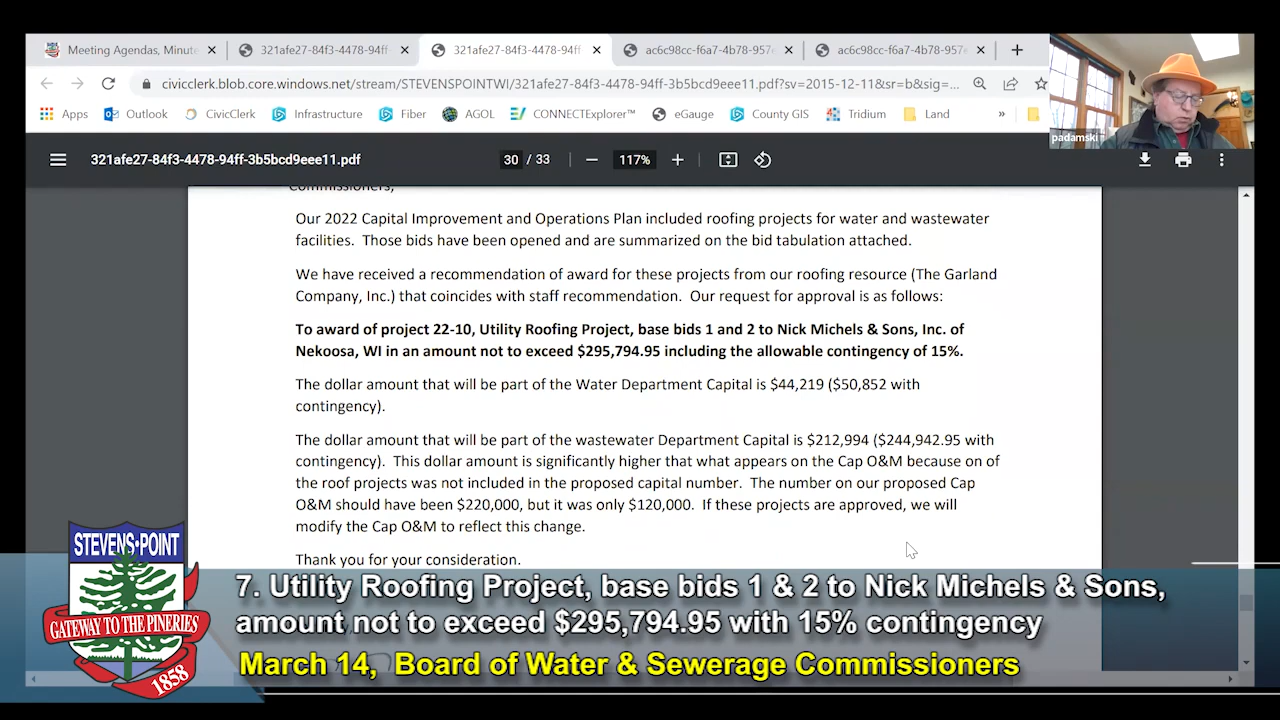 Meeting Agendas, Minute
321afe27-84f3-4478-94ff
321afe27-84f3-4478-94ff
ac6c98cc-f6a7-4b78-957e
ac6c98cc-f6a7-4b78-957e
civicclerk.blob.core.windows.net/stream/STEVENSPOINTWI/321afe27-84f3-4478-94ff-3b5bcd9eee11.pdf?sv=2015-12-11&sr=b&sig=...
Apps Outlook CivicClerk Infrastructure Fiber AGOL CONNECTExplorer™ eGauge County GIS Tridium Land »
padamski
321afe27-84f3-4478-94ff-3b5bcd9eee11.pdf 30 / 33 117%
Commissioners,
Our 2022 Capital Improvement and Operations Plan included roofing projects for water and wastewater
facilities. Those bids have been opened and are summarized on the bid tabulation attached.
We have received a recommendation of award for these projects from our roofing resource (The Garland
Company, Inc.) that coincides with staff recommendation. Our request for approval is as follows:
To award of project 22-10, Utility Roofing Project, base bids 1 and 2 to Nick Michels & Sons, Inc. of
Nekoosa, WI in an amount not to exceed $295,794.95 including the allowable contingency of 15%.
The dollar amount that will be part of the Water Department Capital is $44,219 ($50,852 with
contingency).
The dollar amount that will be part of the wastewater Department Capital is $212,994 ($244,942.95 with
contingency). This dollar amount is significantly higher that what appears on the Cap O&M because on of
the roof projects was not included in the proposed capital number. The number on our proposed Cap
O&M should have been $220,000, but it was only $120,000. If these projects are approved, we will
modify the Cap O&M to reflect this change.
Thank you for your consideration.
STEVENS·POINT
GATEWAY TO THE PINERIES
1858
7. Utility Roofing Project, base bids 1 & 2 to Nick Michels & Sons,
amount not to exceed $295,794.95 with 15% contingency
March 14, Board of Water & Sewerage Commissioners